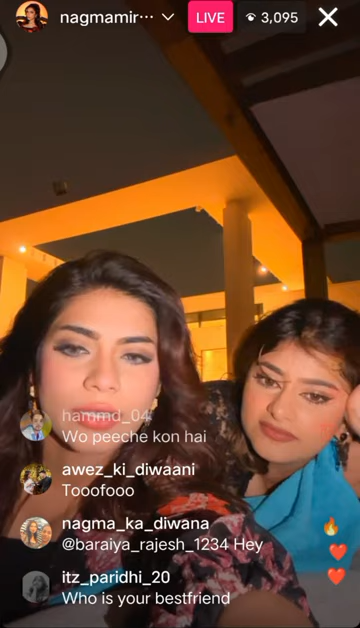 nagmamir...
LIVE
3,095
hammd_04
Wo peeche kon hai
awez_ki_diwaani
Tooofooo
nagma_ka_diwana
@baraiya_rajesh_1234 Hey
itz_paridhi_20
Who is your bestfriend